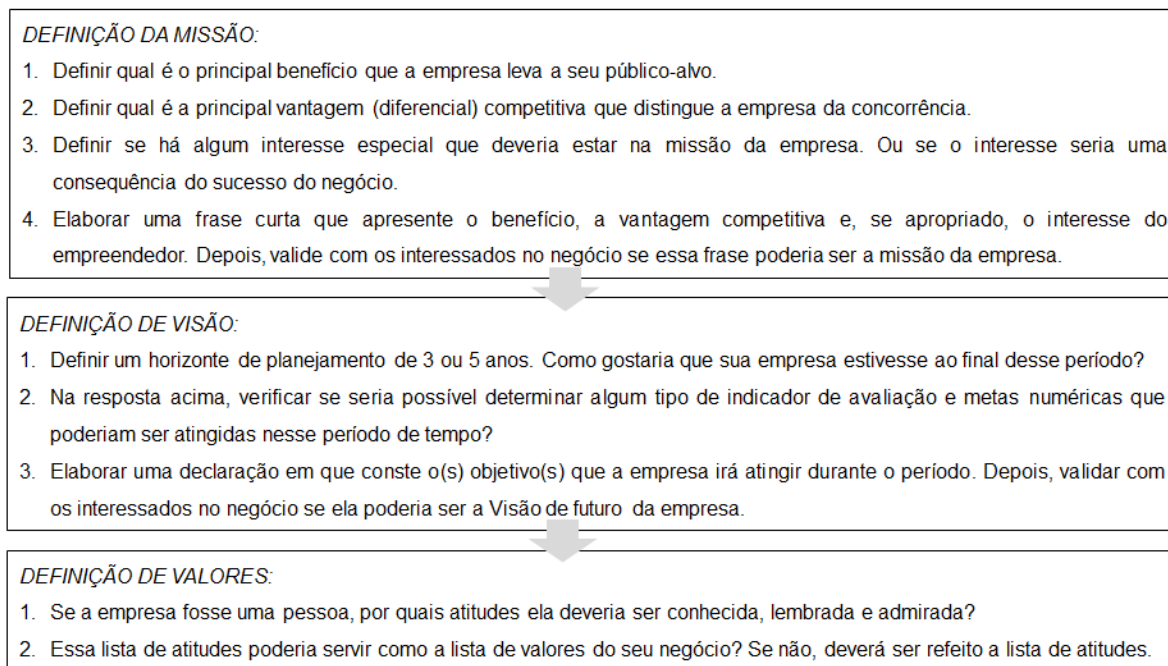 DEFINIÇÃO DA MISSÃO:
1. Definir qual é o principal benefício que a empresa leva a seu público-alvo.
2. Definir qual é a principal vantagem (diferencial) competitiva que distingue a empresa da concorrência.
3. Definir se há algum interesse especial que deveria estar na missão da empresa. Ou se o interesse seria uma
consequência do sucesso do negócio.
4. Elaborar uma frase curta que apresente o benefício, a vantagem competitiva e, se apropriado, o interesse do
empreendedor. Depois, valide com os interessados no negócio se essa frase poderia ser a missão da empresa.
DEFINIÇÃO DE VISÃO:
1. Definir um horizonte de planejamento de 3 ou 5 anos. Como gostaria que sua empresa estivesse ao final desse período?
2. Na resposta acima, verificar se seria possível determinar algum tipo de indicador de avaliação e metas numéricas que
poderiam ser atingidas nesse período de tempo?
3. Elaborar uma declaração em que conste o(s) objetivo(s) que a empresa irá atingir durante o período. Depois, validar com
os interessados no negócio se ela poderia ser a Visão de futuro da empresa.
DEFINIÇÃO DE VALORES:
1. Se a empresa fosse uma pessoa, por quais atitudes ela deveria ser conhecida, lembrada e admirada?
2. Essa lista de atitudes poderia servir como a lista de valores do seu negócio? Se não, deverá ser refeito a lista de atitudes.